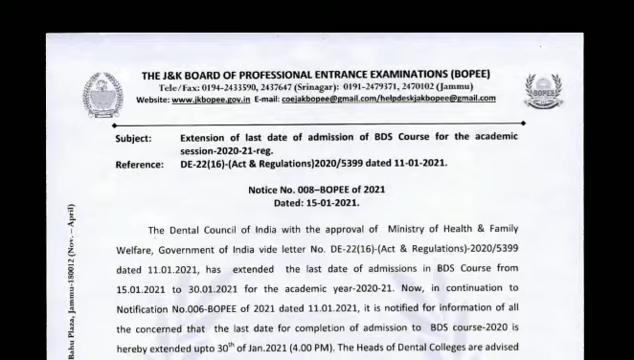 THE J&K BOARD OF PROFESSIONAL ENTRANCE EXAMINATIONS (BOPEE)
Tele/Fax: 0194-2433590, 2437647 (Srinagar): 0191-2479371, 2470102 (Jammu)
Website: www.jkbopee.gov.in E-mail: coejakbopee@gmail.com/helpdeskjakbopee@gmail.com
BOPEE
Subject: Extension of last date of admission of BDS Course for the academic
session-2020-21-reg.
Reference: DE-22(16)-(Act & Regulations)2020/5399 dated 11-01-2021.
Notice No. 008–BOPEE of 2021
Dated: 15-01-2021.
The Dental Council of India with the approval of Ministry of Health & Family
Welfare, Government of India vide letter No. DE-22(16)-(Act & Regulations)-2020/5399
dated 11.01.2021, has extended the last date of admissions in BDS Course from
15.01.2021 to 30.01.2021 for the academic year-2020-21. Now, in continuation to
Notification No.006-BOPEE of 2021 dated 11.01.2021, it is notified for information of all
the concerned that the last date for completion of admission to BDS course-2020 is
hereby extended upto 30th of Jan.2021 (4.00 PM). The Heads of Dental Colleges are advised
Bahu Plaza, Jammu-180012 (Nov. – April)